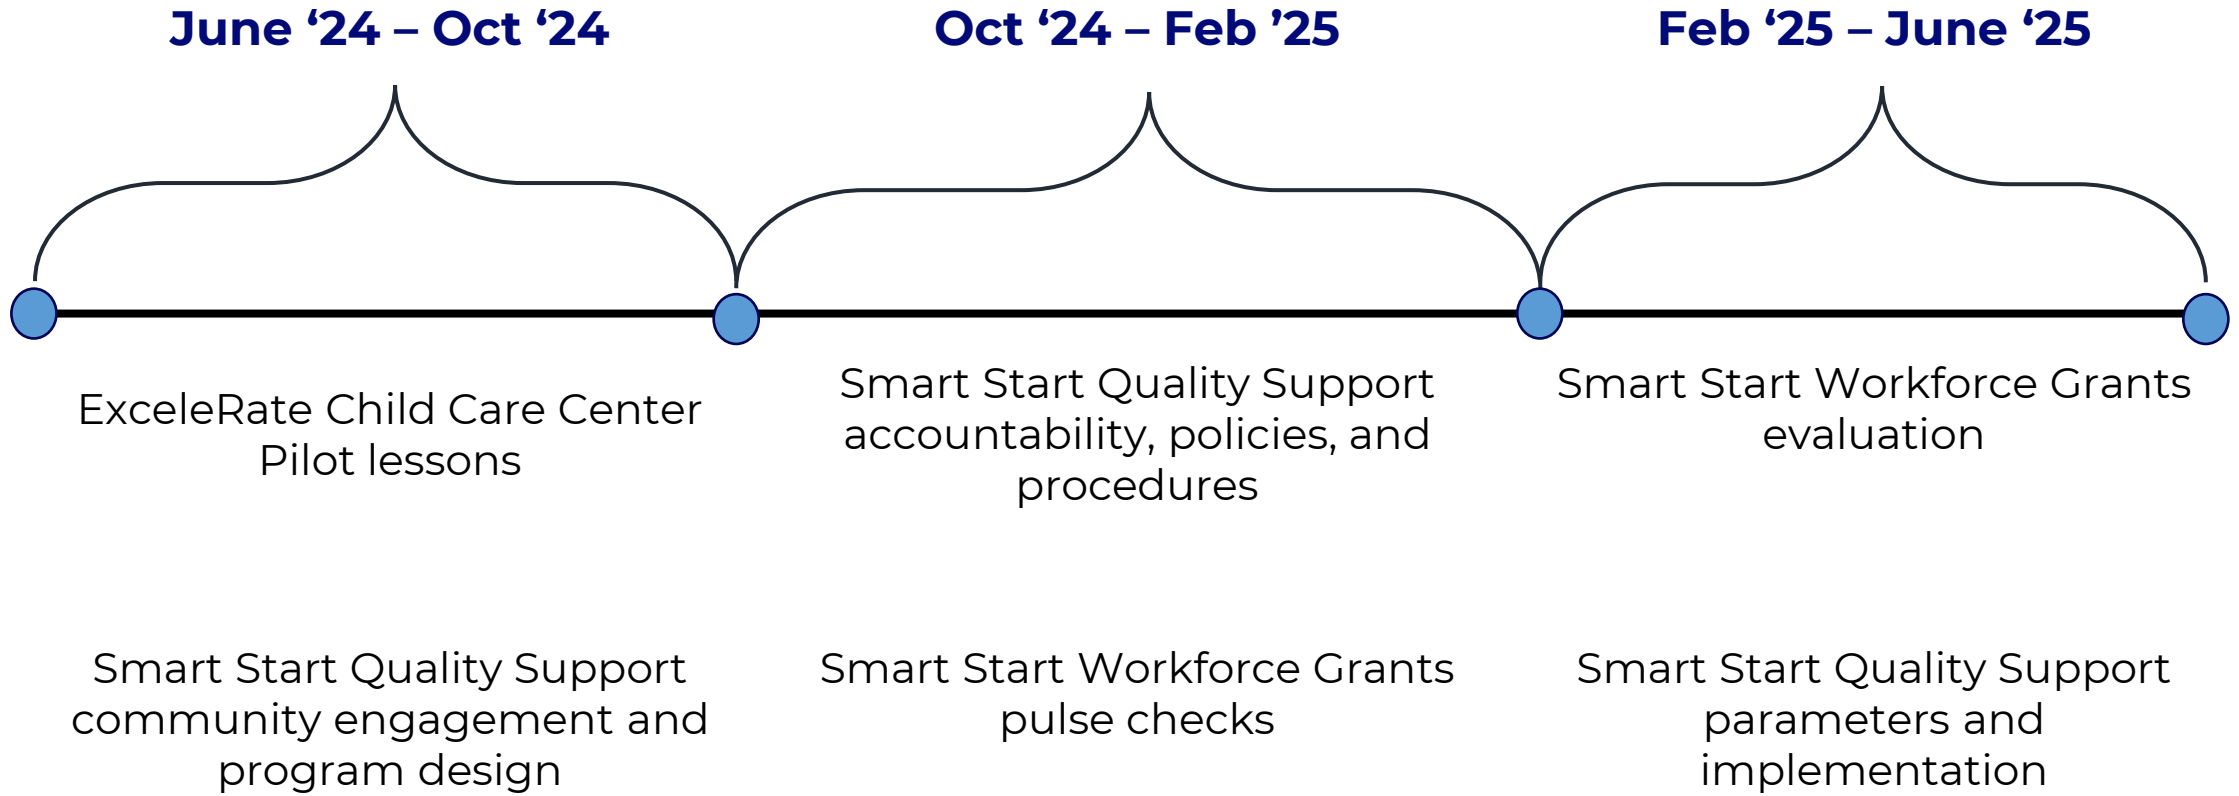 June ‘24 – Oct ‘24
Oct ‘24 – Feb ’25
Feb ‘25 – June ‘25
ExceleRate Child Care Center
Pilot lessons
Smart Start Quality Support
accountability, policies, and
procedures
Smart Start Workforce Grants
evaluation
Smart Start Quality Support
community engagement and
program design
Smart Start Workforce Grants
pulse checks
Smart Start Quality Support
parameters and
implementation